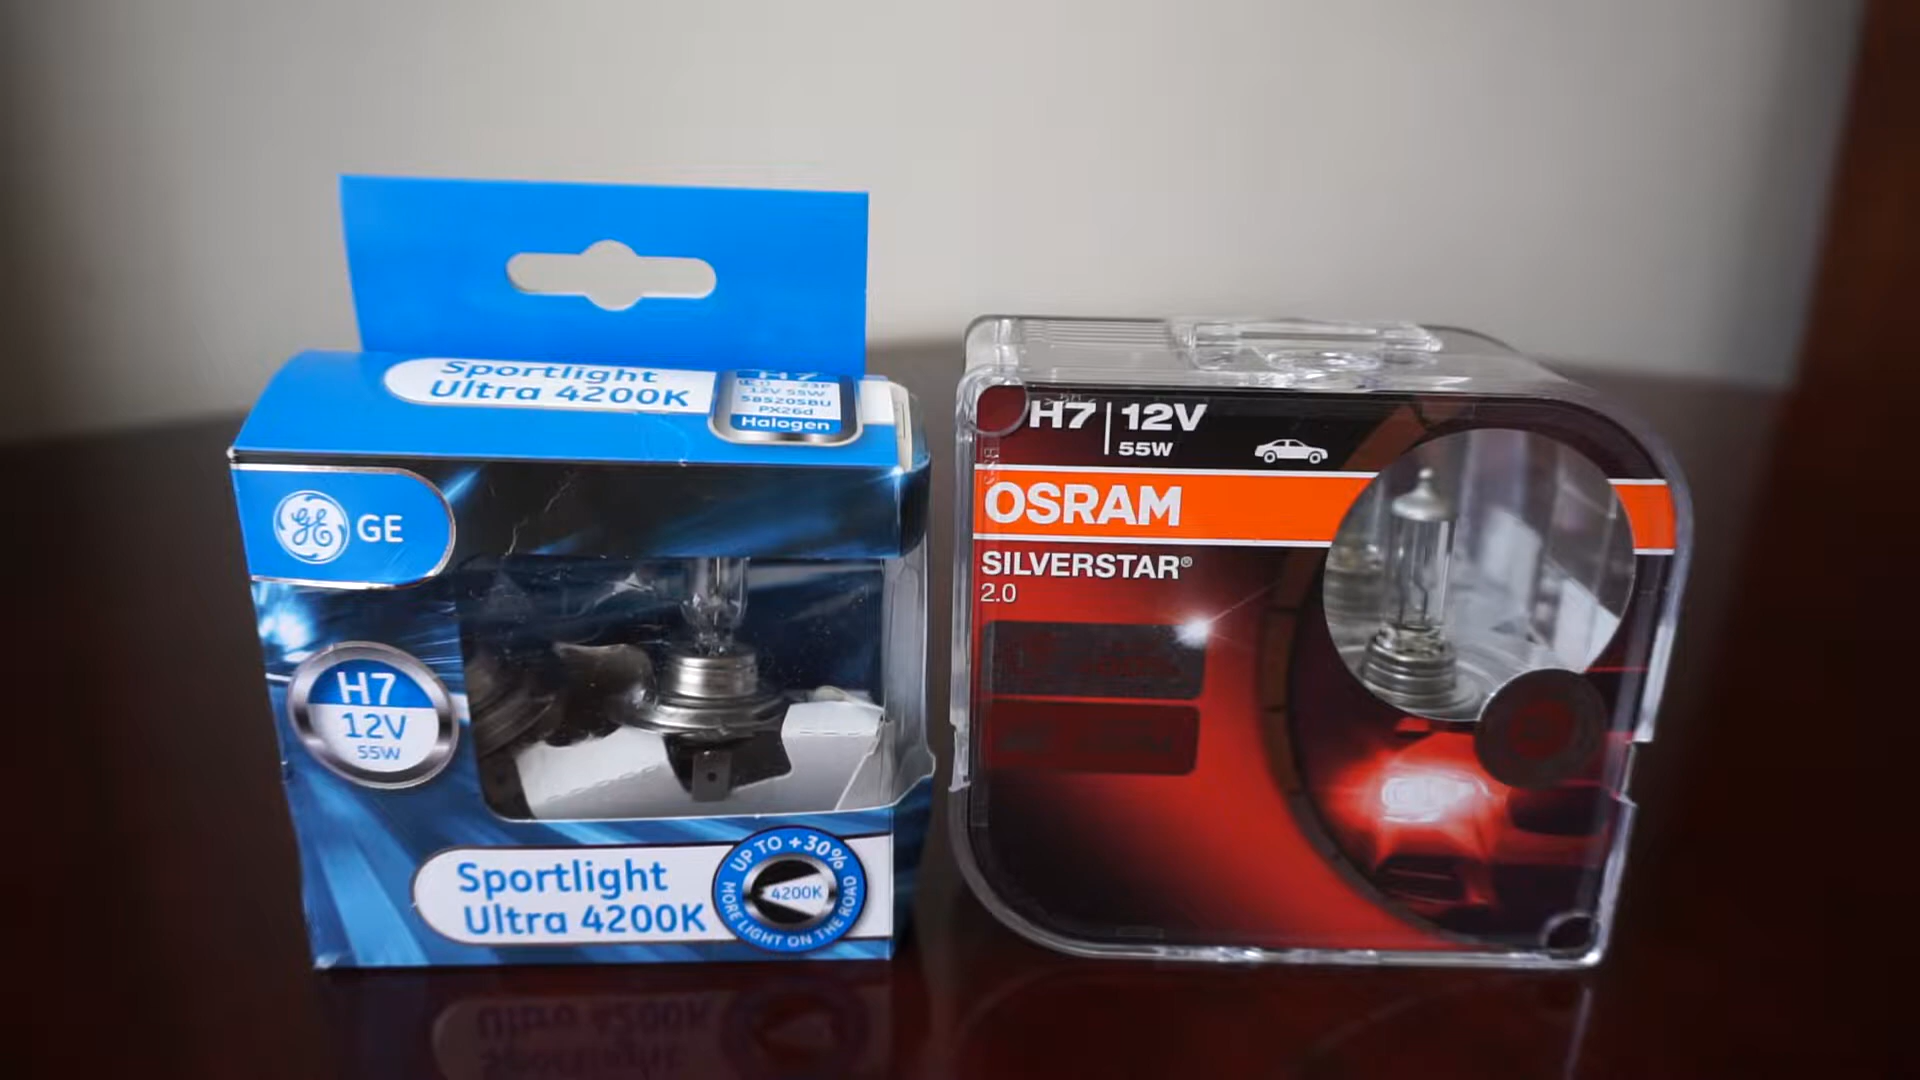 Sportlight
Ultra 4200K
H7
12V 55W
58520SBU
PX26d
Halogen
GE
H7
12V
55W
Sportlight
Ultra 4200K
UP TO +30%
4200K
MORE LIGHT ON THE ROAD
H7 12V
55W
OSRAM
SILVERSTAR®
2.0